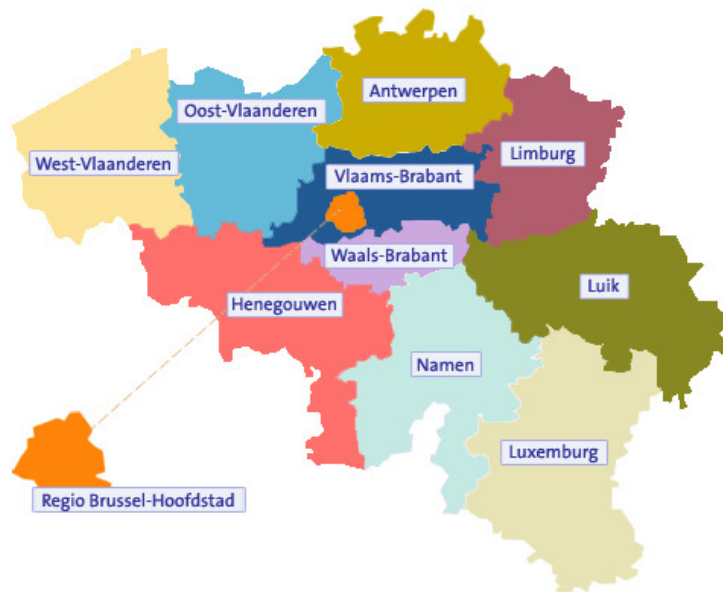 Antwerpen
Oost-Vlaanderen
Limburg
West-Vlaanderen
Vlaams-Brabant
Waals-Brabant
Luik
Henegouwen
Namen
Luxemburg
Regio Brussel-Hoofdstad